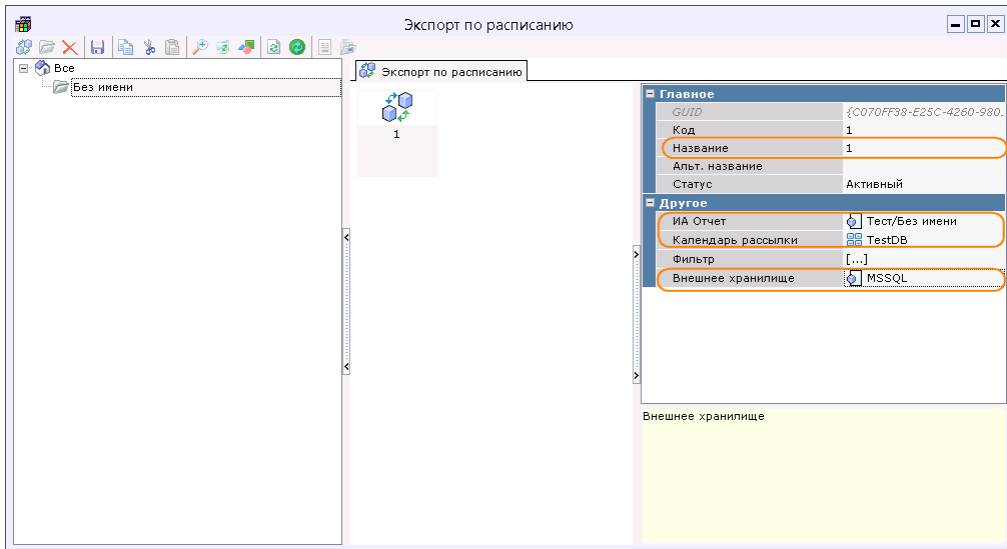 Экспорт по расписанию
Все
Без имени
Экспорт по расписанию
1
Главное
GUID {C070FF38-E25C-4260-980.
Код 1
Название 1
Альт. название
Статус Активный
Другое
ИА Отчет Тест/Без имени
Календарь рассылки TestDB
Фильтр [...]
Внешнее хранилище MSSQL
Внешнее хранилище